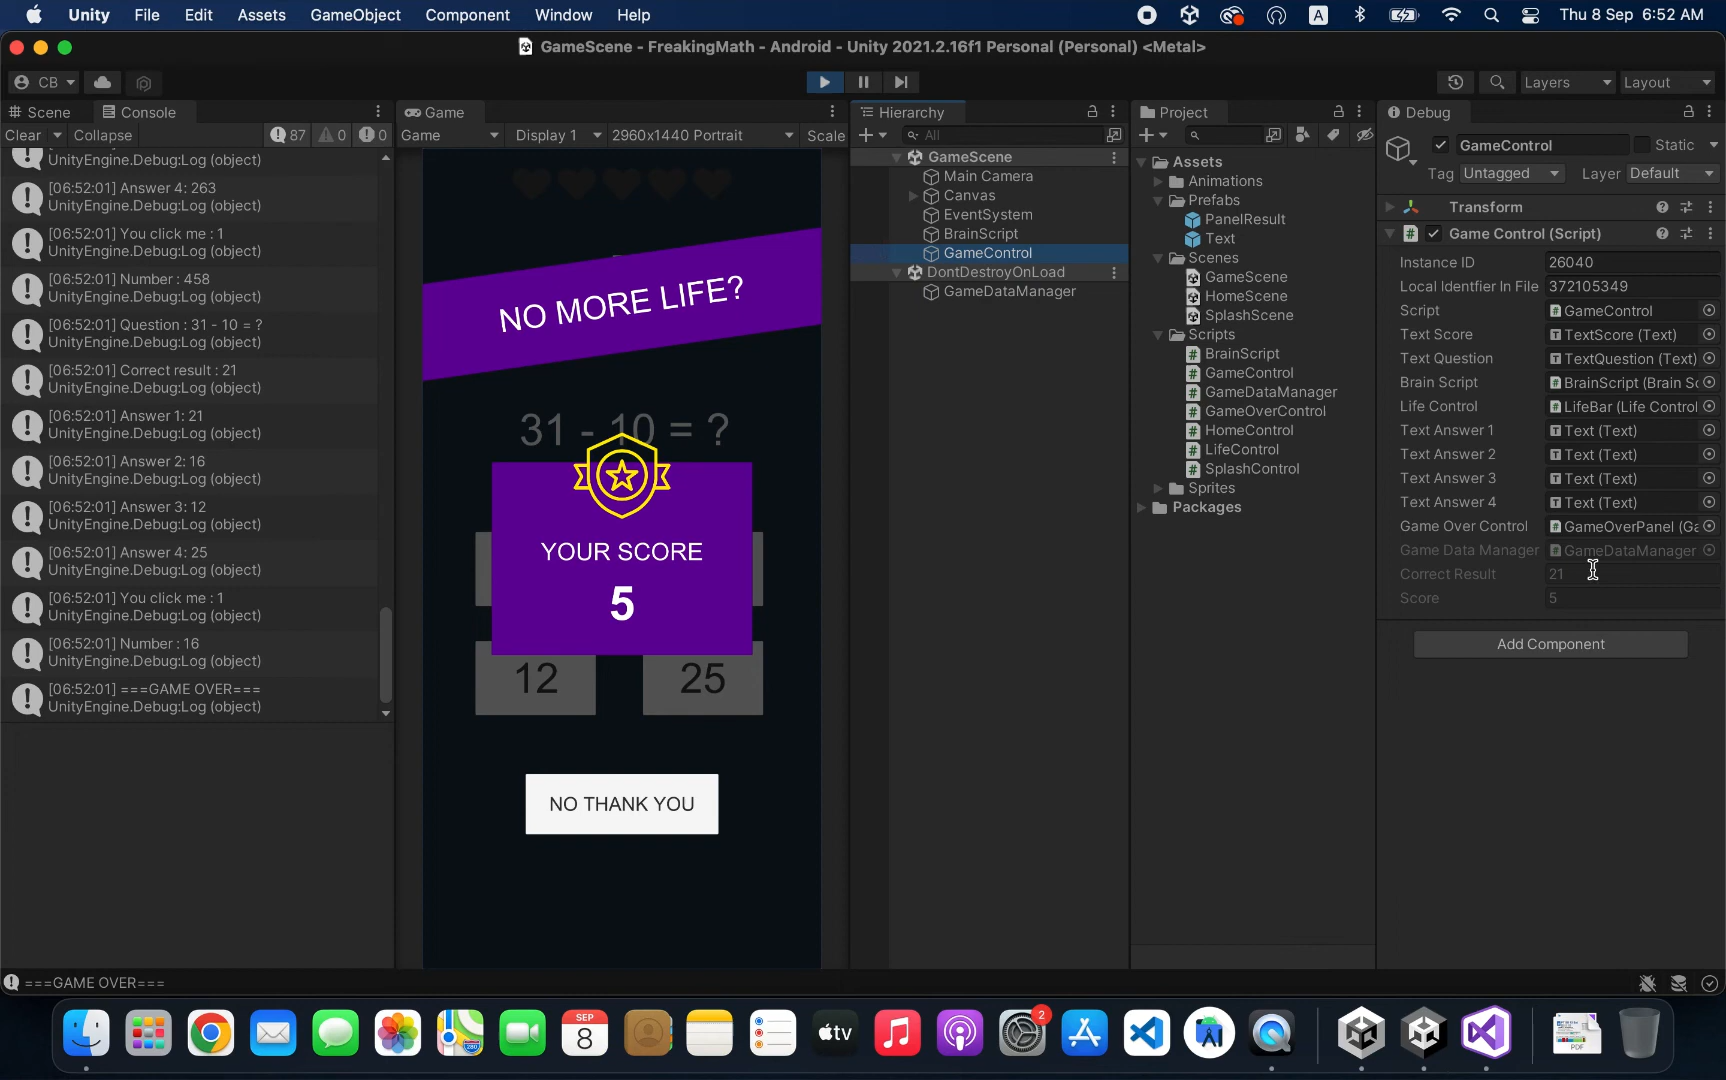 Unity File Edit Assets GameObject Component Window Help
A
Thu 8 Sep 6:52 AM
GameScene - FreakingMath - Android - Unity 2021.2.16f1 Personal (Personal) <Metal>
CB
Layers
Layout
Scene
Console
Clear
Collapse
87
0
0
UnityEngine.Debug:Log (object)
[06:52:01] Answer 4: 263
UnityEngine.Debug:Log (object)
[06:52:01] You click me : 1
UnityEngine.Debug:Log (object)
[06:52:01] Number : 458
UnityEngine.Debug:Log (object)
[06:52:01] Question : 31 - 10 = ?
UnityEngine.Debug:Log (object)
[06:52:01] Correct result : 21
UnityEngine.Debug:Log (object)
[06:52:01] Answer 1: 21
UnityEngine.Debug:Log (object)
[06:52:01] Answer 2: 16
UnityEngine.Debug:Log (object)
[06:52:01] Answer 3: 12
UnityEngine.Debug:Log (object)
[06:52:01] Answer 4: 25
UnityEngine.Debug:Log (object)
[06:52:01] You click me : 1
UnityEngine.Debug:Log (object)
[06:52:01] Number : 16
UnityEngine.Debug:Log (object)
[06:52:01] ===GAME OVER===
UnityEngine.Debug:Log (object)
Game
Game
Display 1
2960x1440 Portrait
Scale
NO MORE LIFE?
31 - 10 = ?
YOUR SCORE
5
12
25
NO THANK YOU
Hierarchy
All
GameScene
Main Camera
Canvas
EventSystem
BrainScript
GameControl
DontDestroyOnLoad
GameDataManager
Project
Assets
Animations
Prefabs
PanelResult
Text
Scenes
GameScene
HomeScene
SplashScene
Scripts
BrainScript
GameControl
GameDataManager
GameOverControl
HomeControl
LifeControl
SplashControl
Sprites
Packages
Debug
GameControl
Static
Tag Untagged
Layer Default
Transform
Game Control (Script)
Instance ID 26040
Local Identfier In File 372105349
Script GameControl
Text Score TextScore (Text)
Text Question TextQuestion (Text)
Brain Script BrainScript (Brain Sc
Life Control LifeBar (Life Control
Text Answer 1 Text (Text)
Text Answer 2 Text (Text)
Text Answer 3 Text (Text)
Text Answer 4 Text (Text)
Game Over Control GameOverPanel (Ga
Game Data Manager GameDataManager
Correct Result 21
Score 5
Add Component
===GAME OVER===
SEP
8
tv
2
PDF